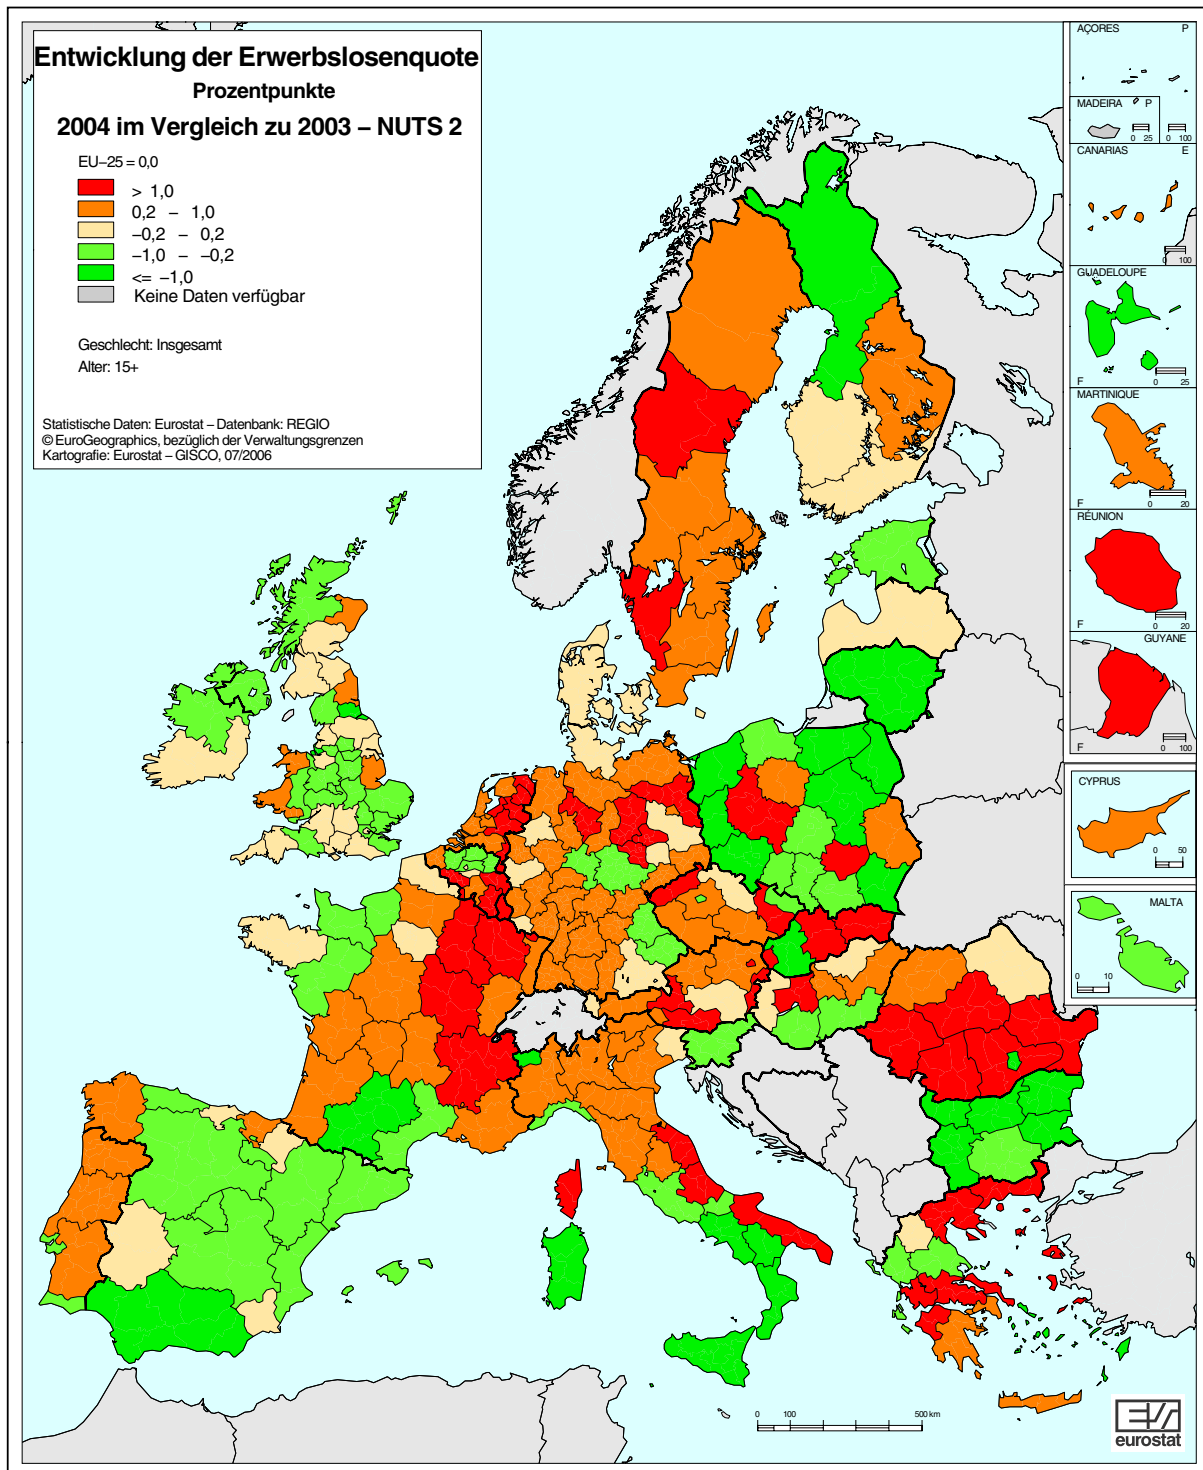 Entwicklung der Erwerbslosenquote
Prozentpunkte
2004 im Vergleich zu 2003 – NUTS 2
EU–25 = 0,0
> 1,0
0,2 – 1,0
–0,2 – 0,2
–1,0 – –0,2
<= –1,0
Keine Daten verfügbar
Geschlecht: Insgesamt
Alter: 15+
Statistische Daten: Eurostat – Datenbank: REGIO
© EuroGeographics, bezüglich der Verwaltungsgrenzen
Kartografie: Eurostat – GISCO, 07/2006
AÇORES P
MADEIRA P
0 25
0 100
CANARIAS E
0 100
GUADELOUPE
F
0 25
MARTINIQUE
F
0 20
RÉUNION
F
0 20
GUYANE
F
0 100
CYPRUS
0 50
MALTA
0 10
0 100 500 km
eurostat